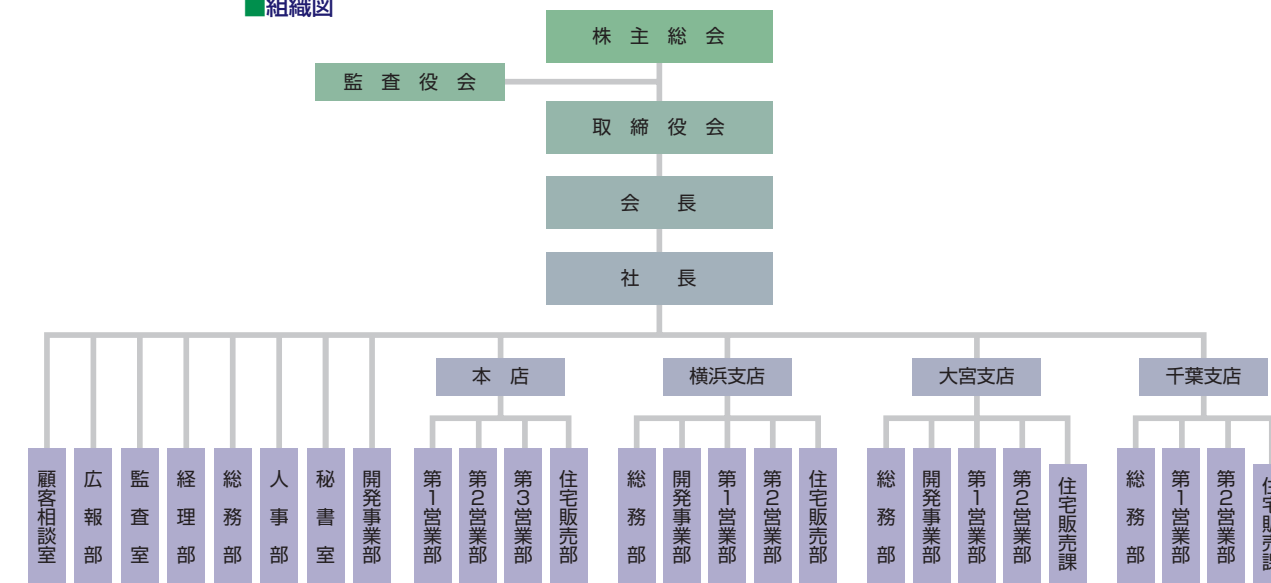 ■組織図
株主総会
監査役会
取締役会
会長
社長
本店
横浜支店
大宮支店
千葉支店
顧客相談室
広報部
監査室
経理部
総務部
人事部
秘書室
開発事業部
第1営業部
第2営業部
第3営業部
住宅販売部
総務部
開発事業部
第1営業部
第2営業部
住宅販売部
総務部
開発事業部
第1営業部
第2営業部
住宅販売課
総務部
第1営業部
第2営業部
住宅販売課